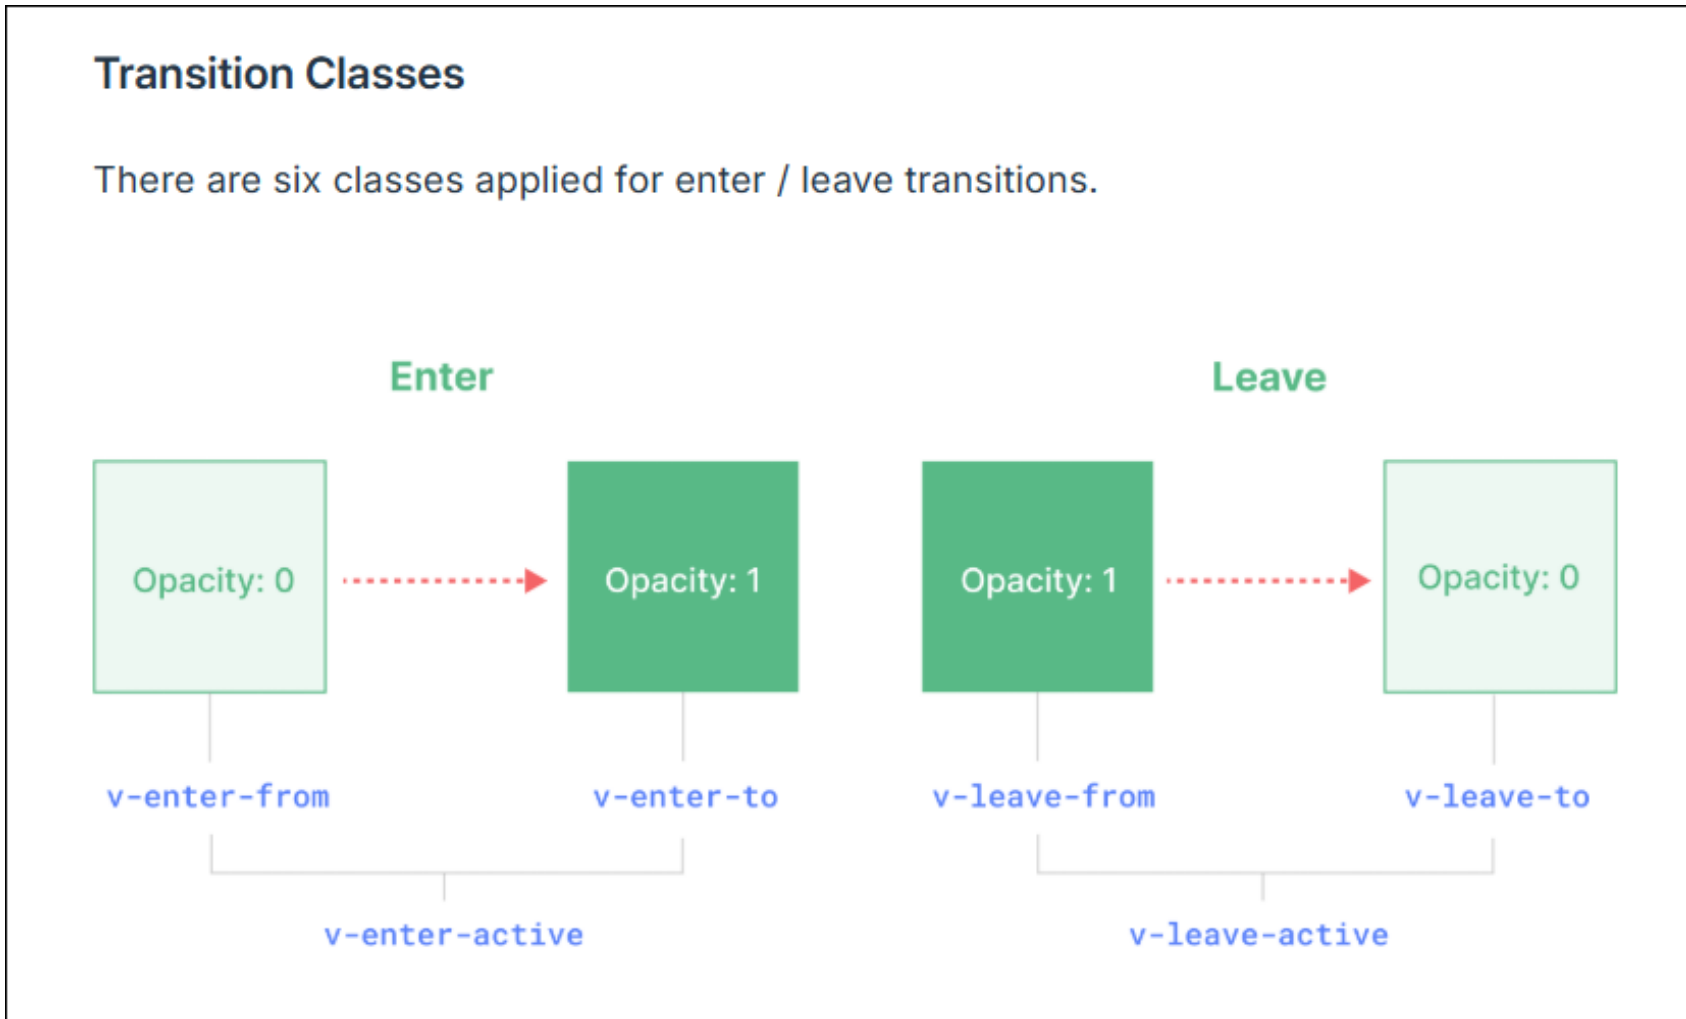 Transition Classes
There are six classes applied for enter / leave transitions.
Enter
Leave
Opacity: 0
Opacity: 1
Opacity: 1
Opacity: 0
v-enter-from
v-enter-to
v-leave-from
v-leave-to
v-enter-active
v-leave-active